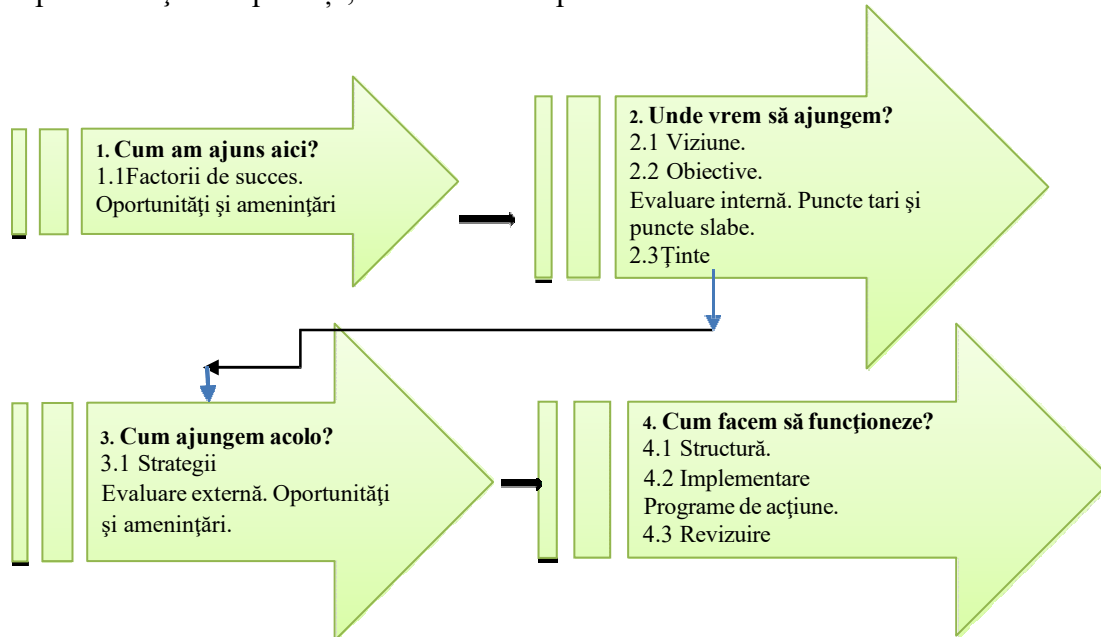 1. Cum am ajuns aici?
1.1Factorii de succes.
Oportunităţi şi ameninţări
2. Unde vrem să ajungem?
2.1 Viziune.
2.2 Obiective.
Evaluare internă. Puncte tari şi
puncte slabe.
2.3Ţinte
3. Cum ajungem acolo?
3.1 Strategii
Evaluare externă. Oportunităţi
şi ameninţări.
4. Cum facem să funcţioneze?
4.1 Structură.
4.2 Implementare
Programe de acţiune.
4.3 Revizuire